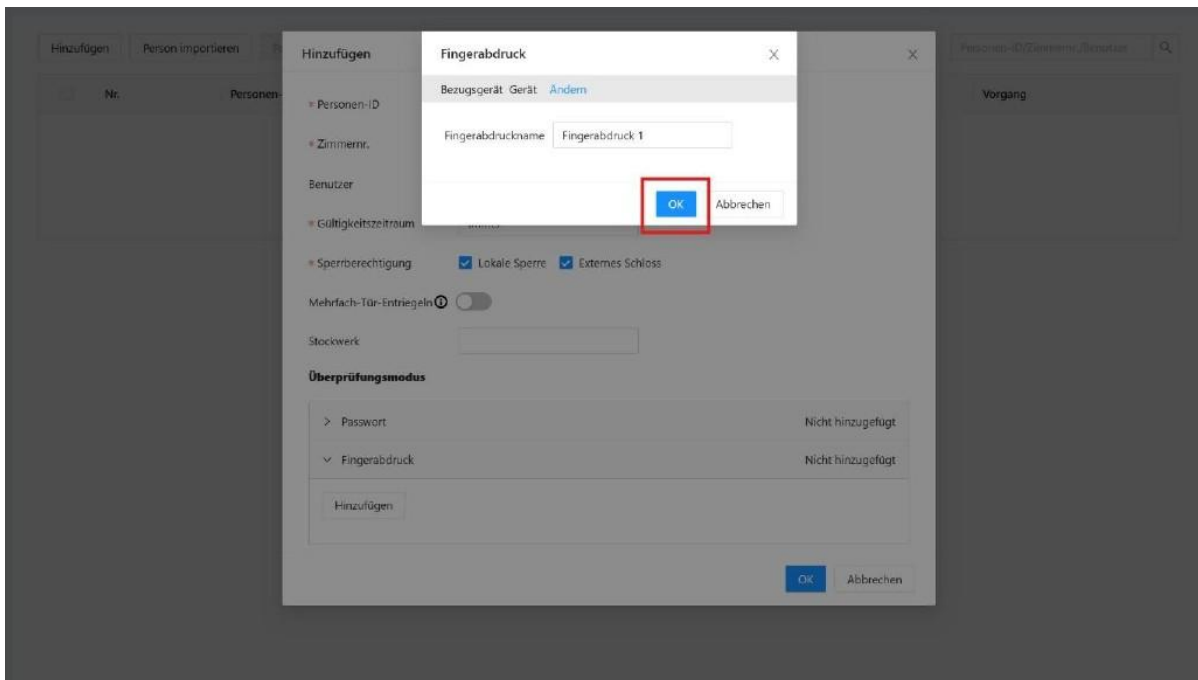 Hinzufügen Person importieren
Nr. Personen- Vorgang
Hinzufügen
* Personen-ID
* Zimmernr.
Benutzer
* Gültigkeitszeitraum
* Sperrberechtigung Lokale Sperre Externes Schloss
Mehrfach-Tür-Entriegeln
Stockwerk
Überprüfungsmodus
Passwort Nicht hinzugefügt
Fingerabdruck Nicht hinzugefügt
Hinzufügen
OK Abbrechen
Fingerabdruck
Bezugsgerät Gerät Ändern
Fingerabdruckname Fingerabdruck 1
OK Abbrechen